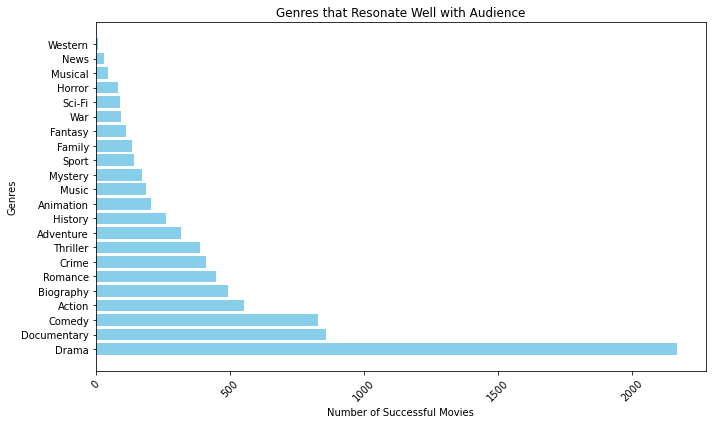 Genres that Resonate Well with Audience
Genres
Western
News
Musical
Horror
Sci-Fi
War
Fantasy
Family
Sport
Mystery
Music
Animation
History
Adventure
Thriller
Crime
Romance
Biography
Action
Comedy
Documentary
Drama
0
500
1000
1500
2000
Number of Successful Movies